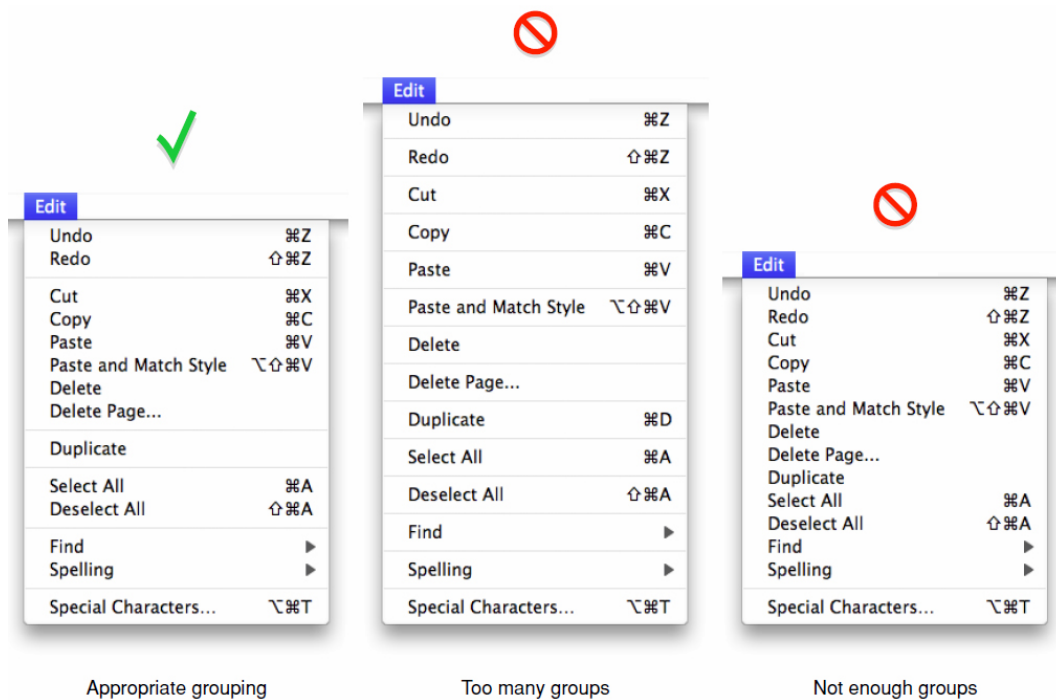 Edit
Undo ⌘Z
Redo ⇧⌘Z
Cut ⌘X
Copy ⌘C
Paste ⌘V
Paste and Match Style ⌥⇧⌘V
Delete
Delete Page...
Duplicate
Select All ⌘A
Deselect All ⇧⌘A
Find ▶
Spelling ▶
Special Characters... ⌥⌘T
Appropriate grouping
Edit
Undo ⌘Z
Redo ⇧⌘Z
Cut ⌘X
Copy ⌘C
Paste ⌘V
Paste and Match Style ⌥⇧⌘V
Delete
Delete Page...
Duplicate ⌘D
Select All ⌘A
Deselect All ⇧⌘A
Find ▶
Spelling ▶
Special Characters... ⌥⌘T
Too many groups
Edit
Undo ⌘Z
Redo ⇧⌘Z
Cut ⌘X
Copy ⌘C
Paste ⌘V
Paste and Match Style ⌥⇧⌘V
Delete
Delete Page...
Duplicate
Select All ⌘A
Deselect All ⇧⌘A
Find ▶
Spelling ▶
Special Characters... ⌥⌘T
Not enough groups